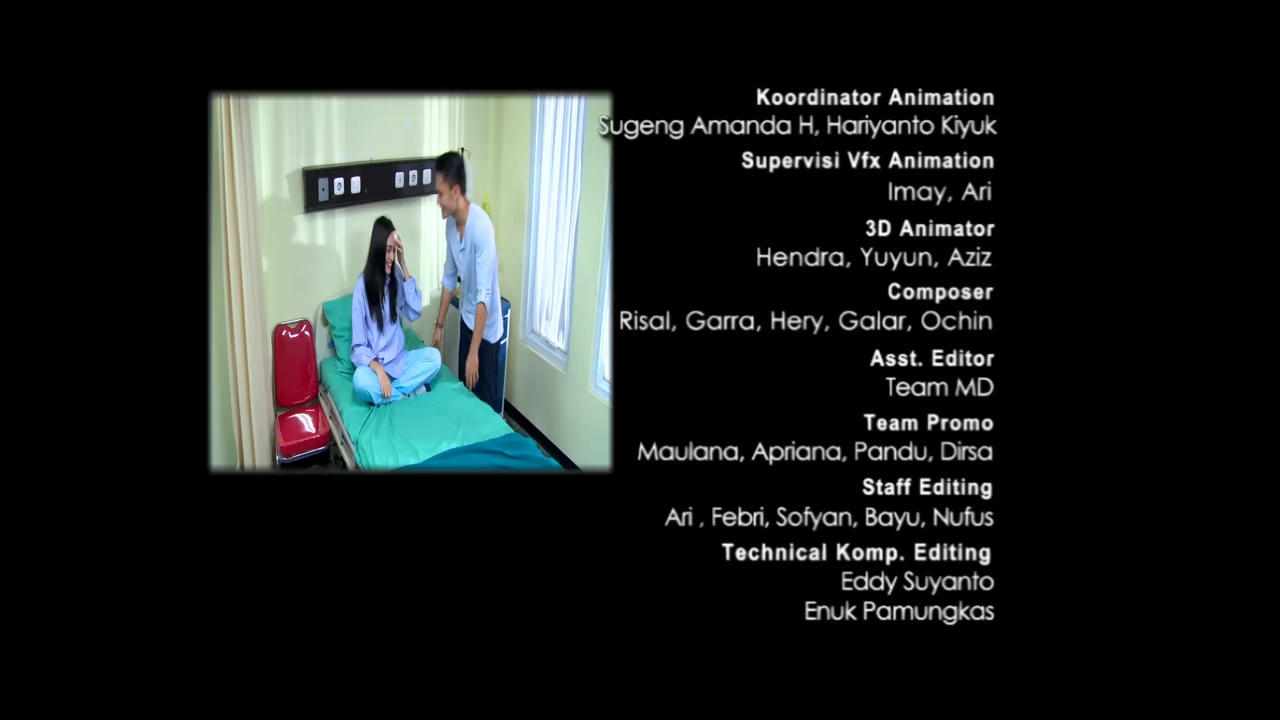 Koordinator Animation
Sugeng Amanda H, Hariyanto Kiyuk
Supervisi Vfx Animation
Imay, Ari
3D Animator
Hendra, Yuyun, Aziz
Composer
Risal, Garra, Hery, Galar, Ochin
Asst. Editor
Team MD
Team Promo
Maulana, Apriana, Pandu, Dirsa
Staff Editing
Ari , Febri, Sofyan, Bayu, Nufus
Technical Komp. Editing
Eddy Suyanto
Enuk Pamungkas